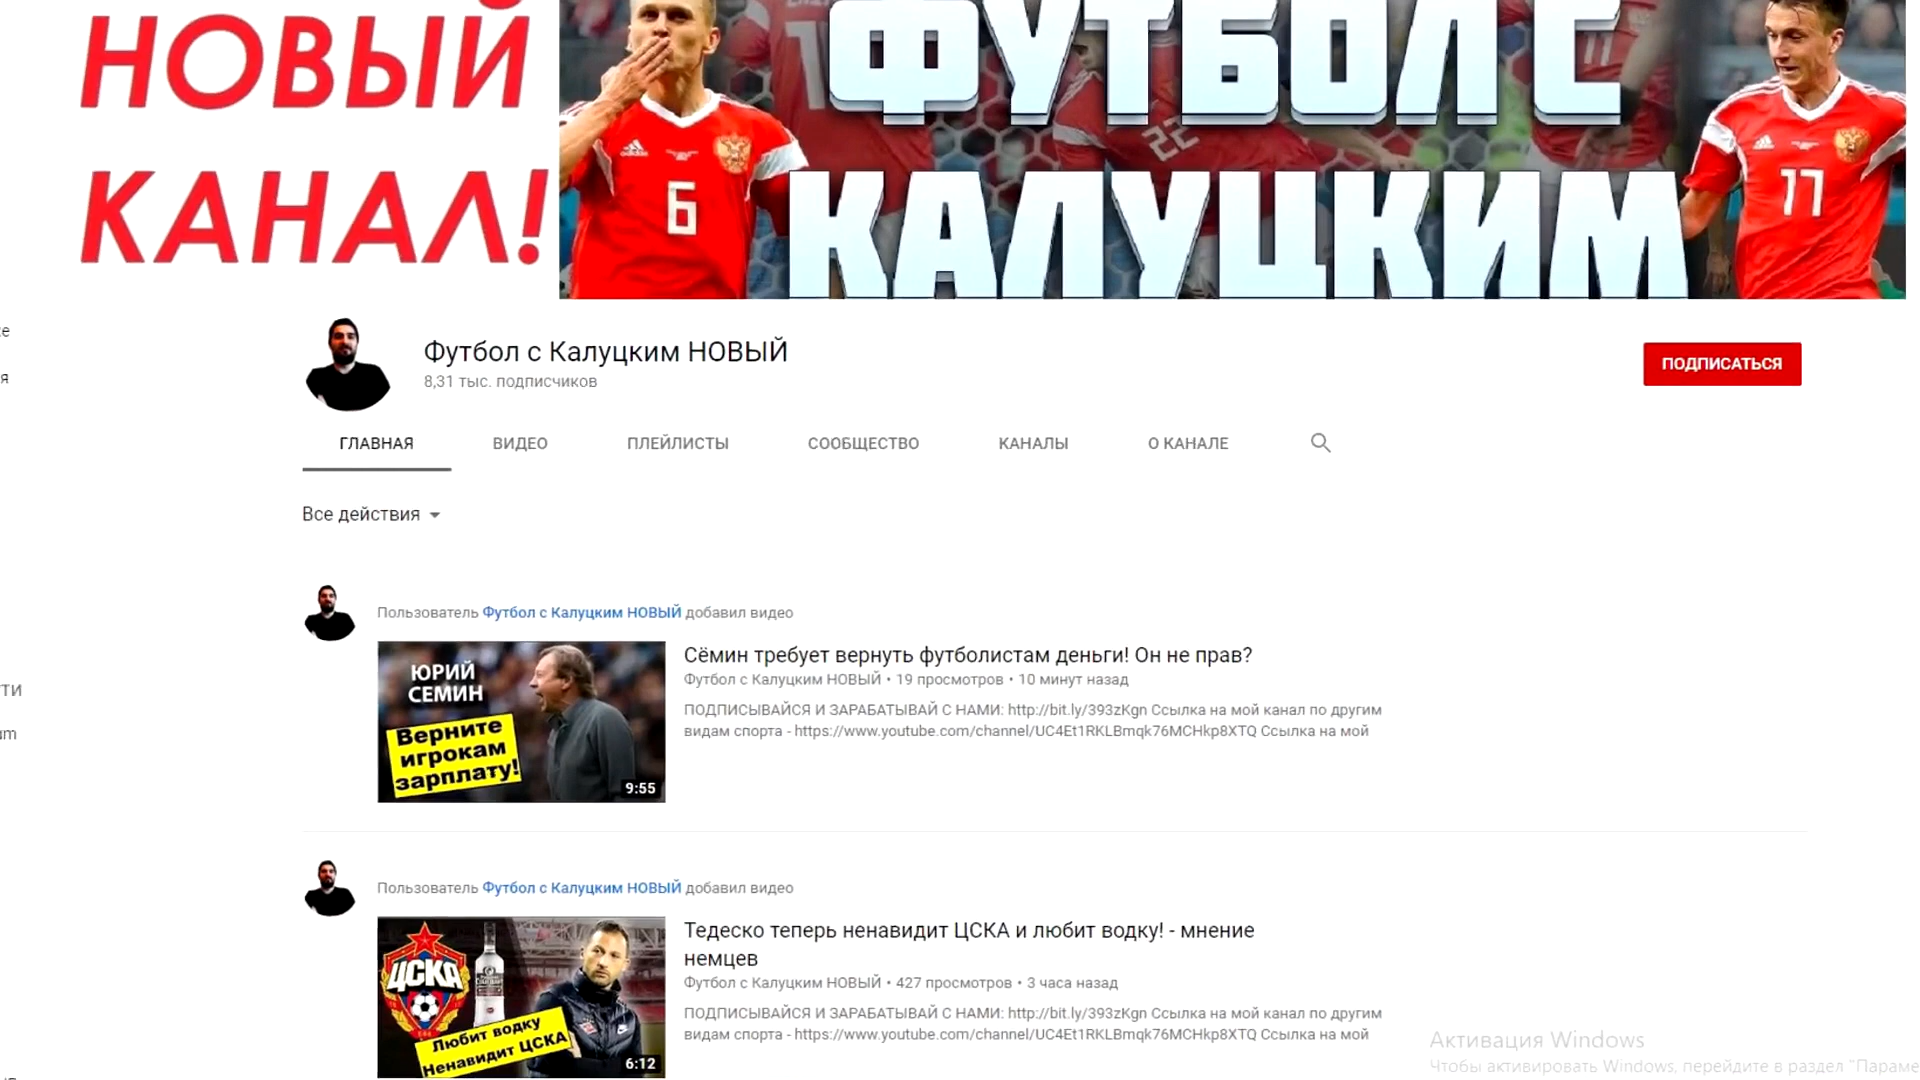 НОВЫЙ
КАНАЛ!
ФУТБОЛ С
КАЛУЦКИМ
6
22
17
Футбол с Калуцким НОВЫЙ
8,31 тыс. подписчиков
ПОДПИСАТЬСЯ
ГЛАВНАЯ
ВИДЕО
ПЛЕЙЛИСТЫ
СООБЩЕСТВО
КАНАЛЫ
О КАНАЛЕ
Все действия
Пользователь Футбол с Калуцким НОВЫЙ добавил видео
ЮРИЙ
СЕМИН
Верните
игрокам
зарплату!
9:55
Сёмин требует вернуть футболистам деньги! Он не прав?
Футбол с Калуцким НОВЫЙ • 19 просмотров • 10 минут назад
ПОДПИСЫВАЙСЯ И ЗАРАБАТЫВАЙ С НАМИ: http://bit.ly/393zKgn Ссылка на мой канал по другим
видам спорта - https://www.youtube.com/channel/UC4Et1RKLBmqk76MCHkp8XTQ Ссылка на мой
Пользователь Футбол с Калуцким НОВЫЙ добавил видео
ЦСКА
Любит водку
Ненавидит ЦСКА
6:12
Тедеско теперь ненавидит ЦСКА и любит водку! - мнение
немцев
Футбол с Калуцким НОВЫЙ • 427 просмотров • 3 часа назад
ПОДПИСЫВАЙСЯ И ЗАРАБАТЫВАЙ С НАМИ: http://bit.ly/393zKgn Ссылка на мой канал по другим
видам спорта - https://www.youtube.com/channel/UC4Et1RKLBmqk76MCHkp8XTQ Ссылка на мой
Активация Windows
Чтобы активировать Windows, перейдите в раздел "Параме